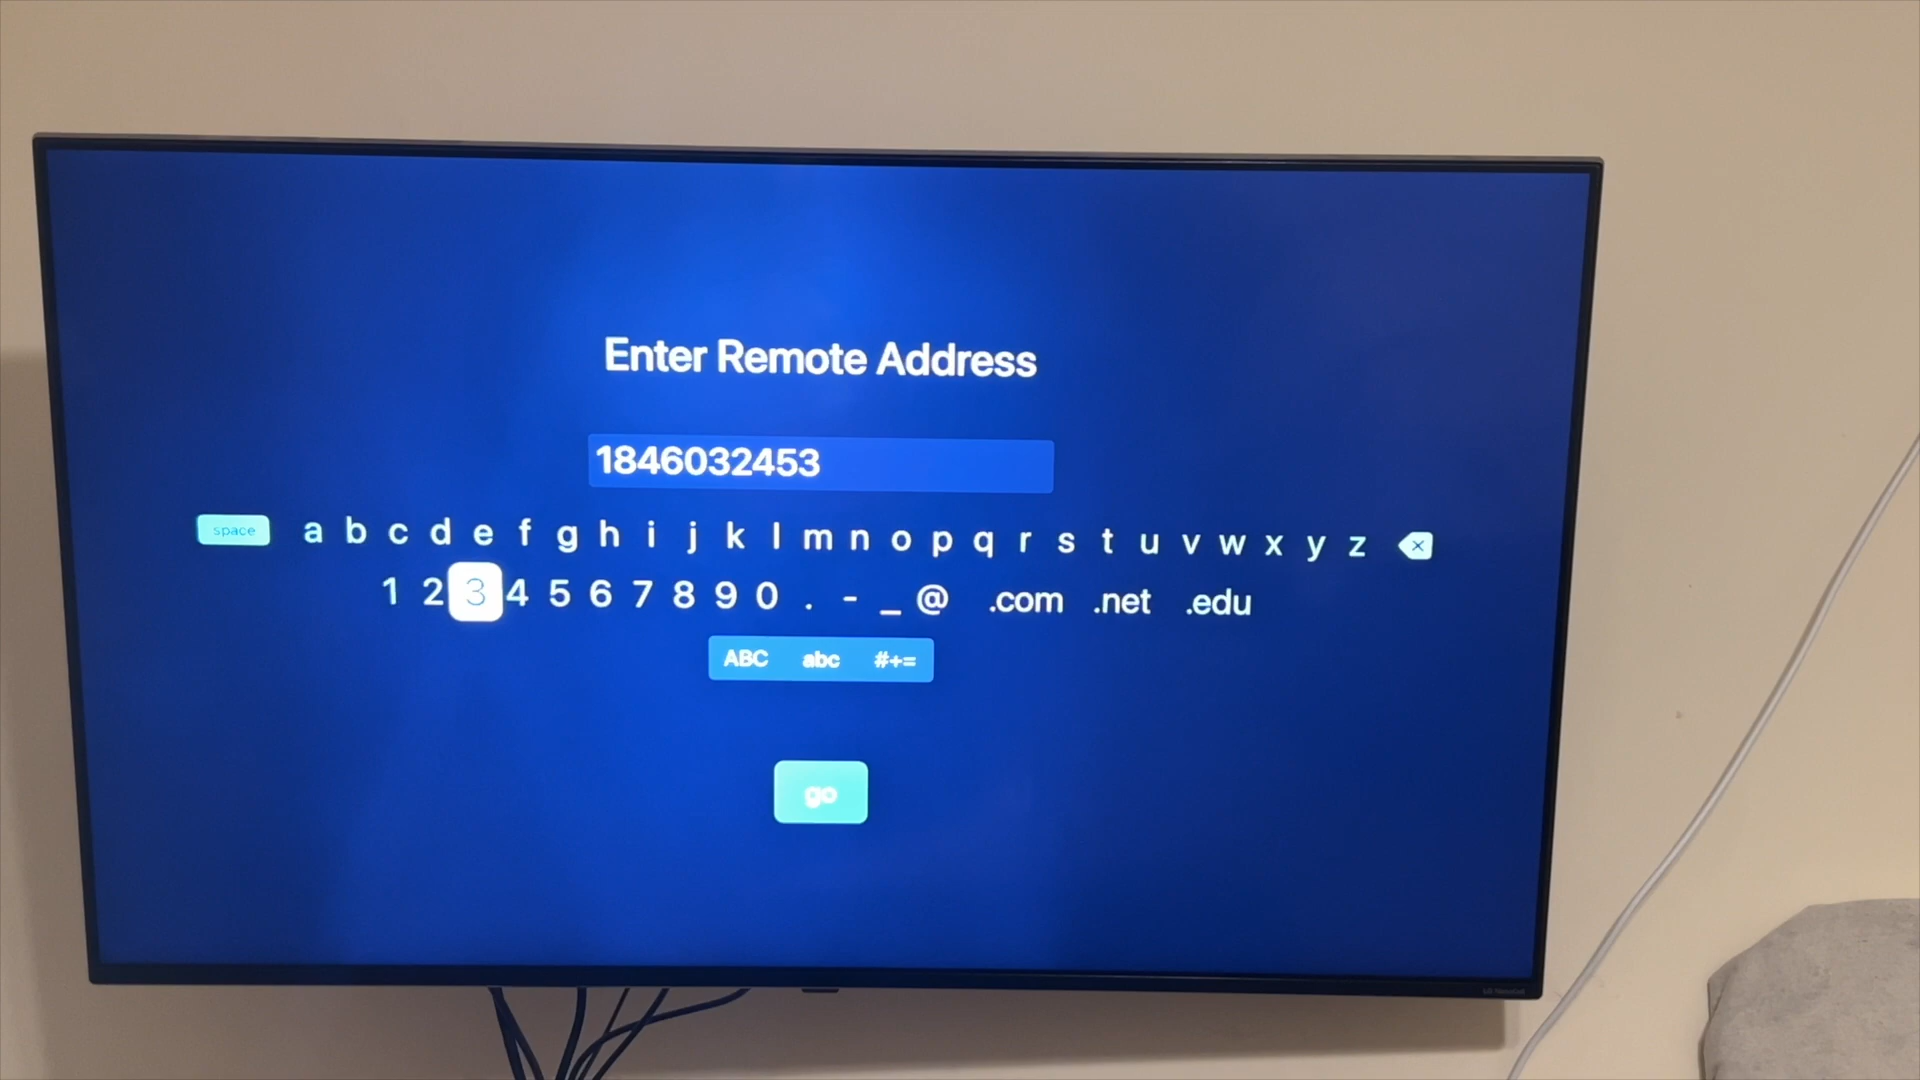 Enter Remote Address
1846032453
space a b c d e f g h i j k l m n o p q r s t u v w x y z
1 2 3 4 5 6 7 8 9 0 . - _ @ .com .net .edu
ABC abc #+=
go